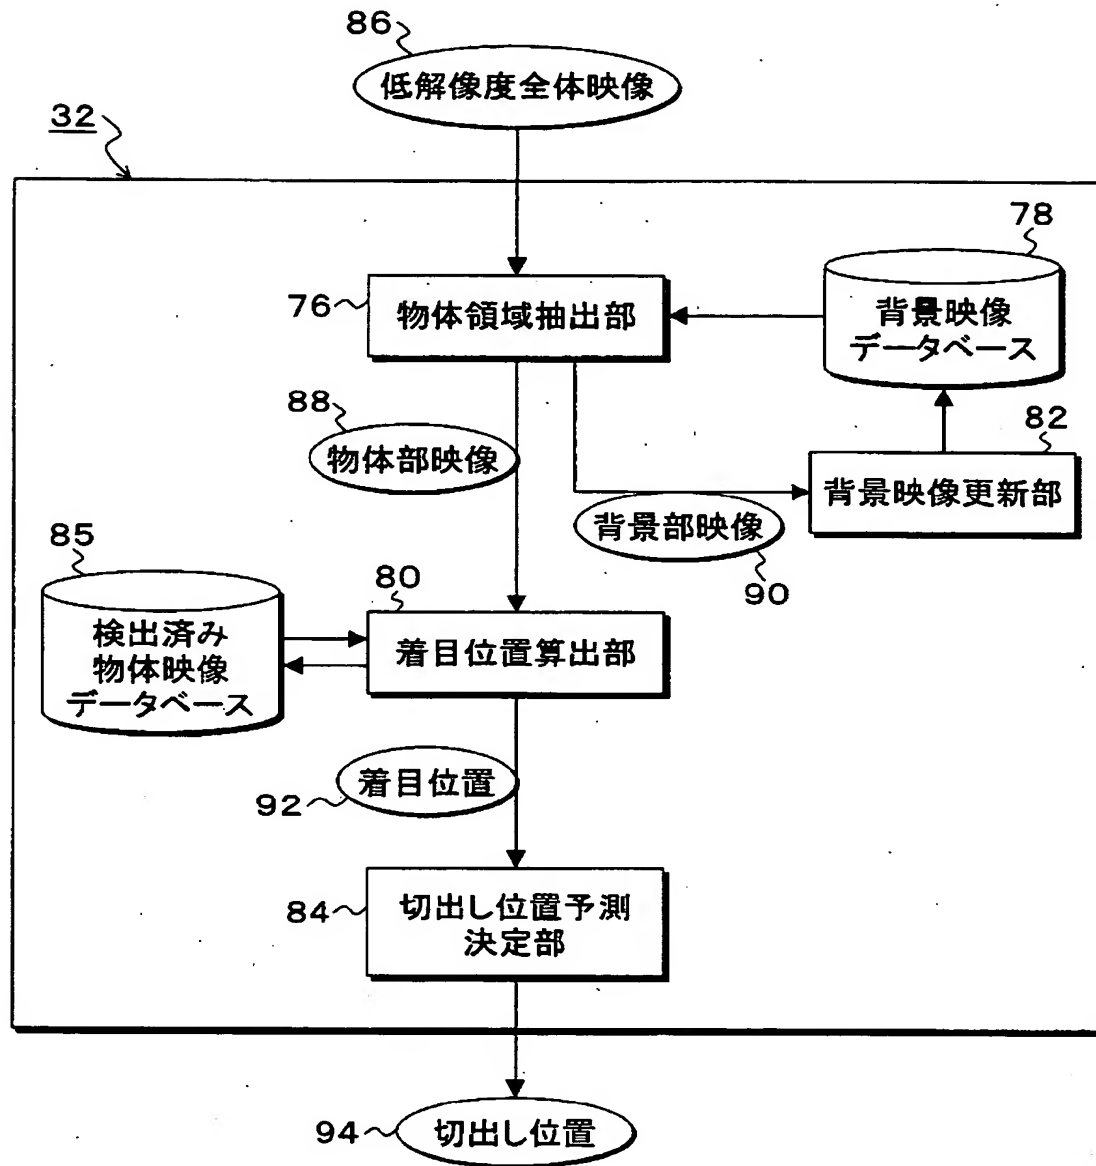 86
低解像度全体映像
32
78
76
物体領域抽出部
背景映像
データベース
88
物体部映像
82
背景映像更新部
背景部映像
90
85
検出済み
物体映像
データベース
80
着目位置算出部
92
着目位置
84
切出し位置予測
決定部
94
切出し位置